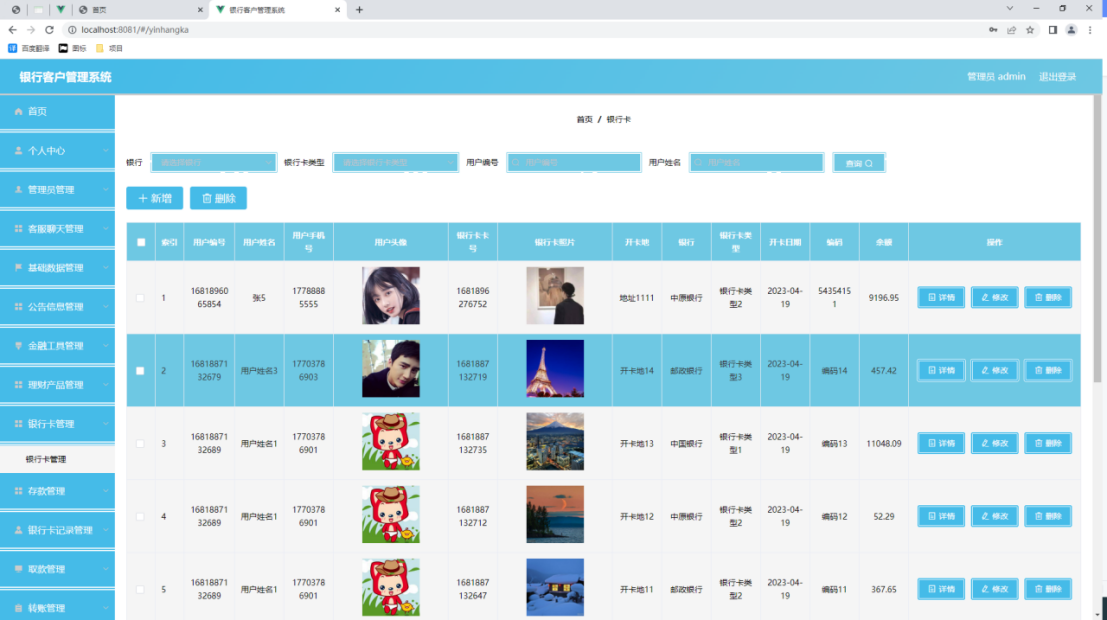 首页
银行客户管理系统
localhost:8081/#/yinhangka
百度翻译 图标 项目
银行客户管理系统 管理员 admin 退出登录
首页
个人中心
管理员管理
客服聊天管理
基础数据管理
公告信息管理
金融工具管理
理财产品管理
银行卡管理
银行卡管理
存款管理
银行卡记录管理
取款管理
转账管理
首页 / 银行卡
银行 请选择银行 银行卡类型 请选择银行卡类型 用户编号 用户编号 用户姓名 用户姓名 查询
+ 新增 删除
索引 用户编号 用户姓名 用户手机号 用户头像 银行卡卡号 银行卡照片 开卡地 银行 银行卡类型 开卡日期 编码 余额 操作
1 1681896065854 张5 17788885555 1681896276752 地址1111 中原银行 银行卡类型2 2023-04-19 54354151 9196.95 详情 修改 删除
2 1681887132679 用户姓名3 17703786903 1681887132719 开卡地14 邮政银行 银行卡类型3 2023-04-19 编码14 457.42 详情 修改 删除
3 1681887132689 用户姓名1 17703786901 1681887132735 开卡地13 中国银行 银行卡类型1 2023-04-19 编码13 11048.09 详情 修改 删除
4 1681887132689 用户姓名1 17703786901 1681887132712 开卡地12 中原银行 银行卡类型2 2023-04-19 编码12 52.29 详情 修改 删除
5 1681887132689 用户姓名1 17703786901 1681887132647 开卡地11 邮政银行 银行卡类型2 2023-04-19 编码11 367.65 详情 修改 删除